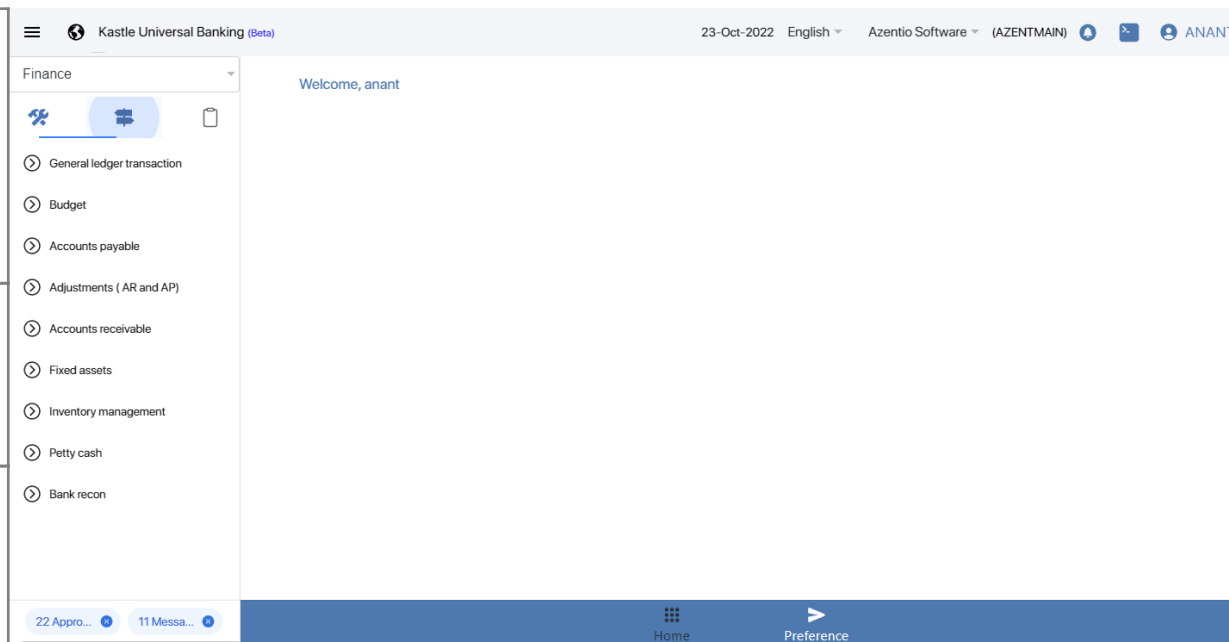 Kastle Universal Banking (Beta)
23-Oct-2022 English Azentio Software (AZENTMAIN) ANANT
Finance
Welcome, anant
General ledger transaction
Budget
Accounts payable
Adjustments ( AR and AP)
Accounts receivable
Fixed assets
Inventory management
Petty cash
Bank recon
22 Appro... 11 Messa...
Home Preference